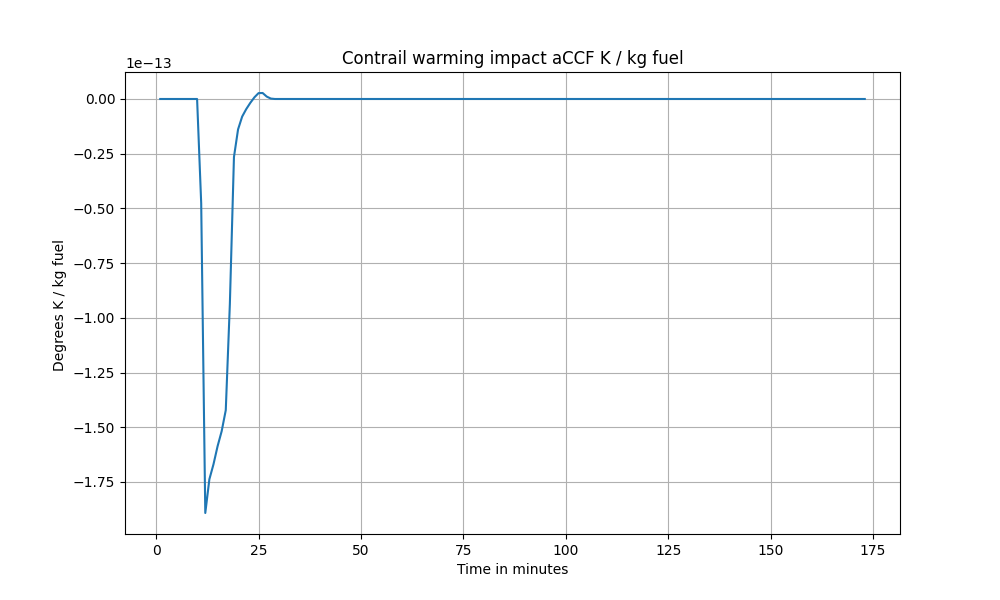 Contrail warming impact aCCF K / kg fuel
1e−13
0.00
−0.25
−0.50
−0.75
−1.00
−1.25
−1.50
−1.75
Degrees K / kg fuel
0 25 50 75 100 125 150 175
Time in minutes